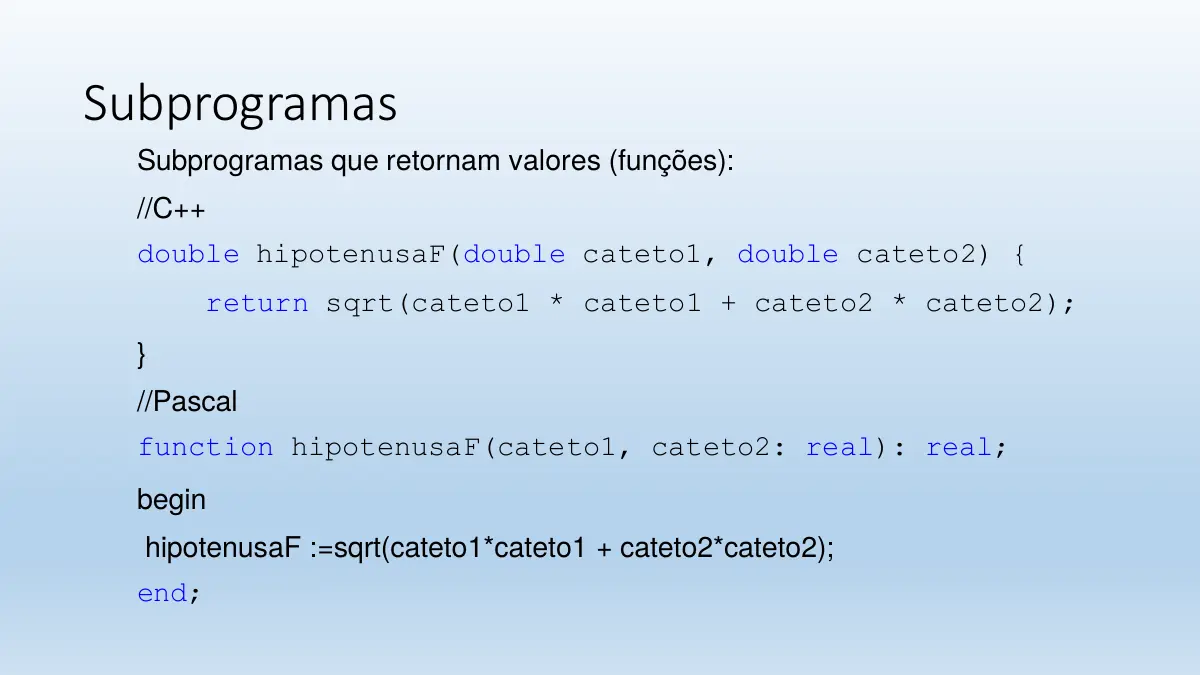 Subprogramas
Subprogramas que retornam valores (funções):
//C++
double hipotenusaF(double cateto1, double cateto2) {
return sqrt(cateto1 * cateto1 + cateto2 * cateto2);
}
//Pascal
function hipotenusaF(cateto1, cateto2: real): real;
begin
hipotenusaF :=sqrt(cateto1*cateto1 + cateto2*cateto2);
end;